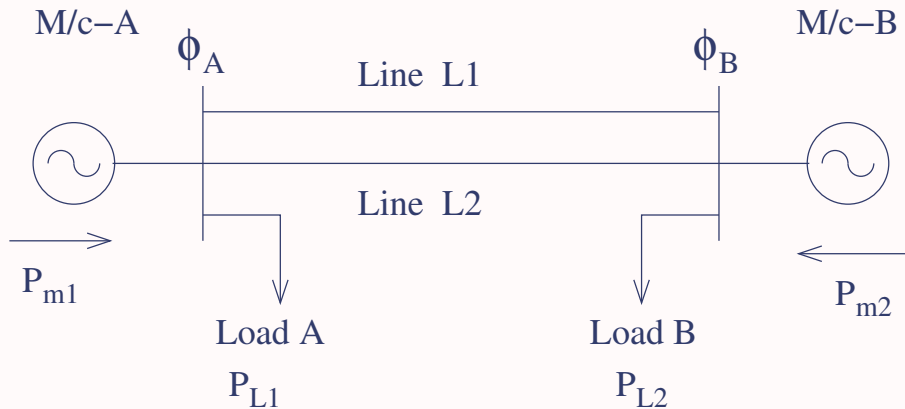 M/c−A
M/c−B
ϕA
ϕB
Line L1
Line L2
Pm1
Pm2
Load A
Load B
PL1
PL2